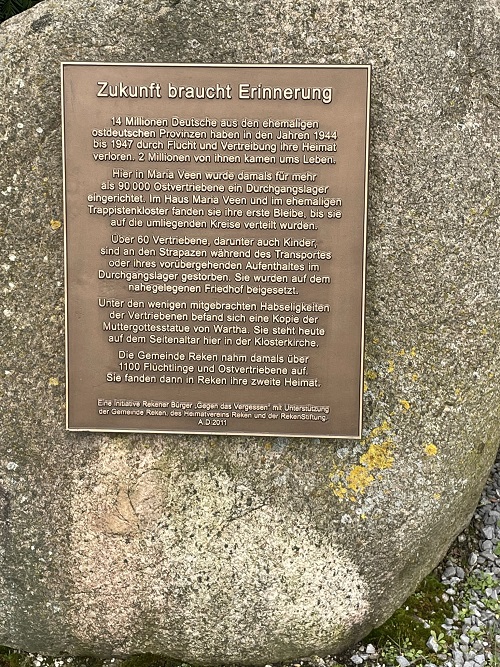 Zukunft braucht Erinnerung
14 Millionen Deutsche aus den ehemaligen
ostdeutschen Provinzen haben in den Jahren 1944
bis 1947 durch Flucht und Vertreibung ihre Heimat
verloren. 2 Millionen von ihnen kamen ums Leben.
Hier in Maria Veen wurde damals für mehr
als 90 000 Ostvertriebene ein Durchgangslager
eingerichtet. Im Haus Maria Veen und im ehemaligen
Trappistenkloster fanden sie ihre erste Bleibe, bis sie
auf die umliegenden Kreise verteilt wurden.
Über 60 Vertriebene, darunter auch Kinder,
sind an den Strapazen während des Transportes
oder ihres vorübergehenden Aufenthaltes im
Durchgangslager gestorben. Sie wurden auf dem
nahegelegenen Friedhof beigesetzt.
Unter den wenigen mitgebrachten Habseligkeiten
der Vertriebenen befand sich eine Kopie der
Muttergottesstatue von Wartha. Sie steht heute
auf dem Seitenaltar hier in der Klosterkirche.
Die Gemeinde Reken nahm damals über
1100 Flüchtlinge und Ostvertriebene auf.
Sie fanden dann in Reken ihre zweite Heimat.
Eine Initiative Rekener Bürger „Gegen das Vergessen" mit Unterstützung
der Gemeinde Reken, des Heimatvereins Reken und der RekenStiftung.
A.D.2011